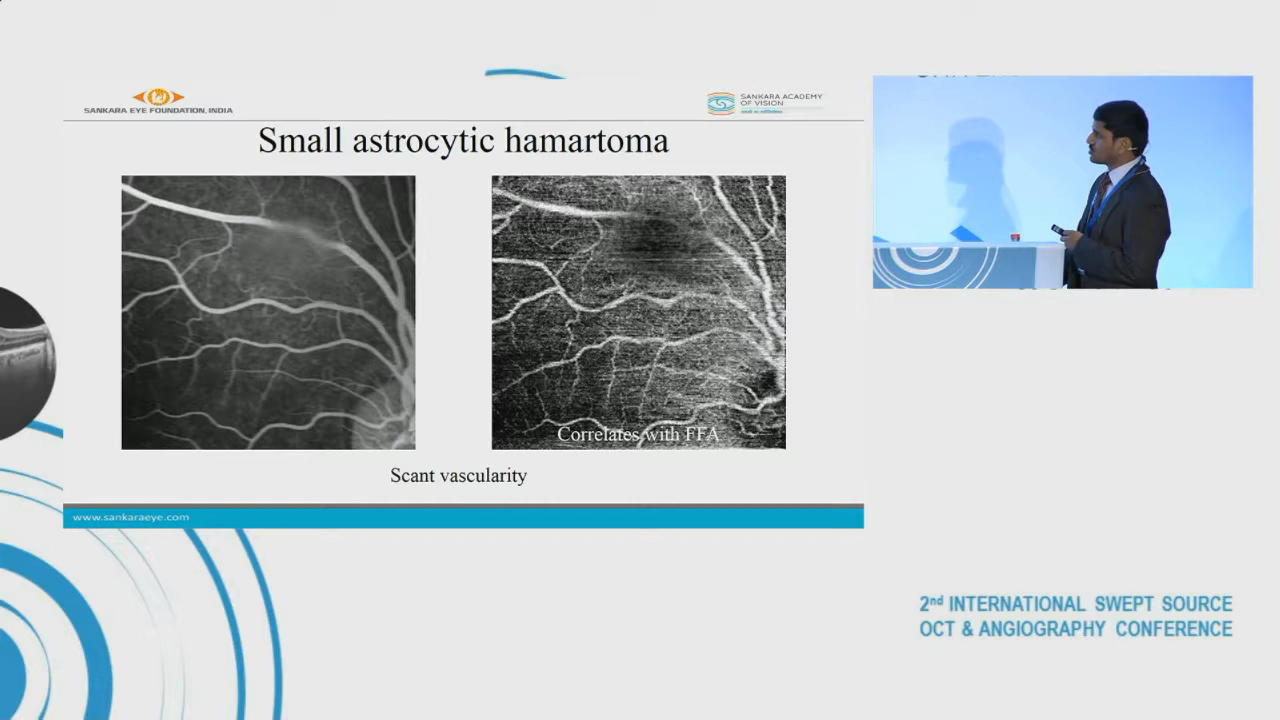 SANKARA EYE FOUNDATION, INDIA
SANKARA ACADEMY
OF VISION
Small astrocytic hamartoma
Correlates with FFA
Scant vascularity
www.sankaraeye.com
2nd INTERNATIONAL SWEPT SOURCE
OCT & ANGIOGRAPHY CONFERENCE